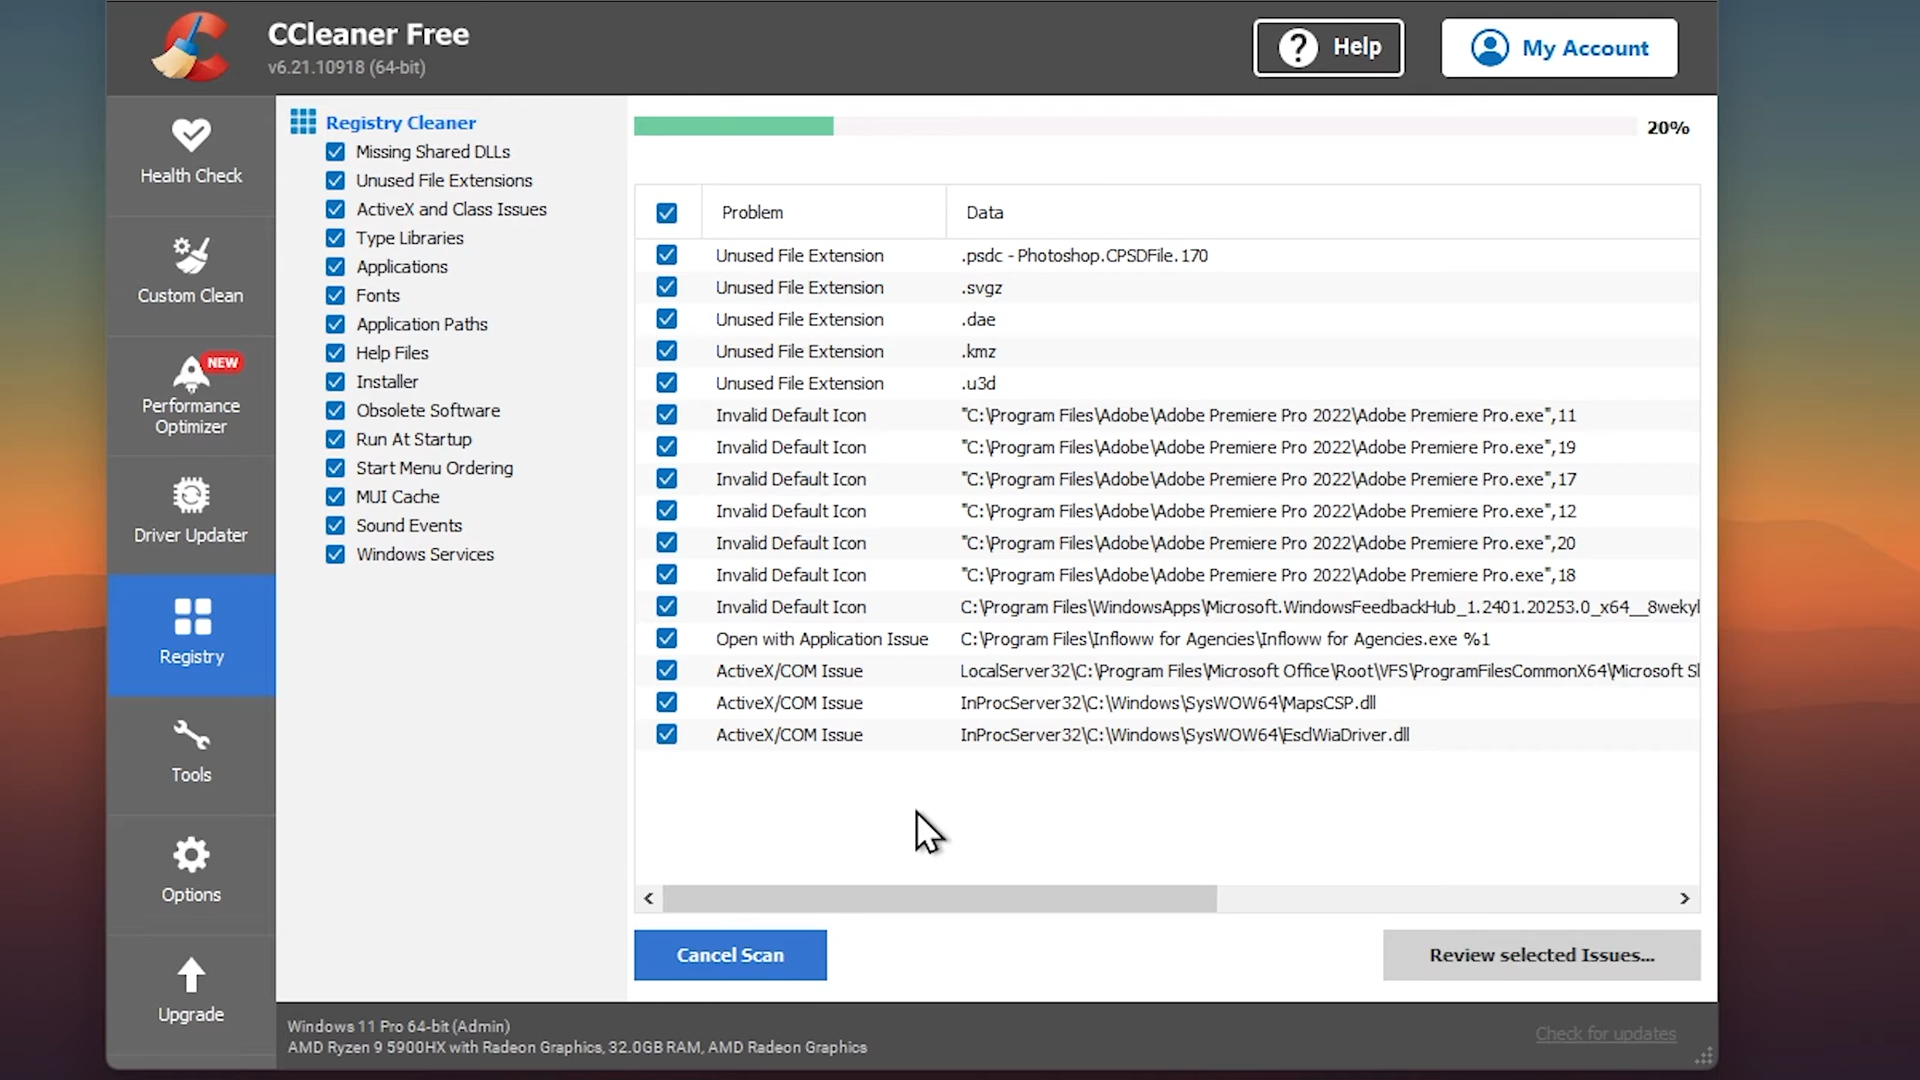 CCleaner Free
v6.21.10918 (64-bit)
Help
My Account
Health Check
Custom Clean
NEW
Performance
Optimizer
Driver Updater
Registry
Tools
Options
Upgrade
Registry Cleaner
Missing Shared DLLs
Unused File Extensions
ActiveX and Class Issues
Type Libraries
Applications
Fonts
Application Paths
Help Files
Installer
Obsolete Software
Run At Startup
Start Menu Ordering
MUI Cache
Sound Events
Windows Services
20%
Problem Data
Unused File Extension .psdc - Photoshop.CPSDFile.170
Unused File Extension .svgz
Unused File Extension .dae
Unused File Extension .kmz
Unused File Extension .u3d
Invalid Default Icon "C:\Program Files\Adobe\Adobe Premiere Pro 2022\Adobe Premiere Pro.exe",11
Invalid Default Icon "C:\Program Files\Adobe\Adobe Premiere Pro 2022\Adobe Premiere Pro.exe",19
Invalid Default Icon "C:\Program Files\Adobe\Adobe Premiere Pro 2022\Adobe Premiere Pro.exe",17
Invalid Default Icon "C:\Program Files\Adobe\Adobe Premiere Pro 2022\Adobe Premiere Pro.exe",12
Invalid Default Icon "C:\Program Files\Adobe\Adobe Premiere Pro 2022\Adobe Premiere Pro.exe",20
Invalid Default Icon "C:\Program Files\Adobe\Adobe Premiere Pro 2022\Adobe Premiere Pro.exe",18
Invalid Default Icon C:\Program Files\WindowsApps\Microsoft.WindowsFeedbackHub_1.2401.20253.0_x64__8wekyl
Open with Application Issue C:\Program Files\Infloww for Agencies\Infloww for Agencies.exe %1
ActiveX/COM Issue LocalServer32\C:\Program Files\Microsoft Office\Root\VFS\ProgramFilesCommonX64\Microsoft Sl
ActiveX/COM Issue InProcServer32\C:\Windows\SysWOW64\MapsCSP.dll
ActiveX/COM Issue InProcServer32\C:\Windows\SysWOW64\EsclWiaDriver.dll
Cancel Scan
Review selected Issues...
Windows 11 Pro 64-bit (Admin)
AMD Ryzen 9 5900HX with Radeon Graphics, 32.0GB RAM, AMD Radeon Graphics
Check for updates